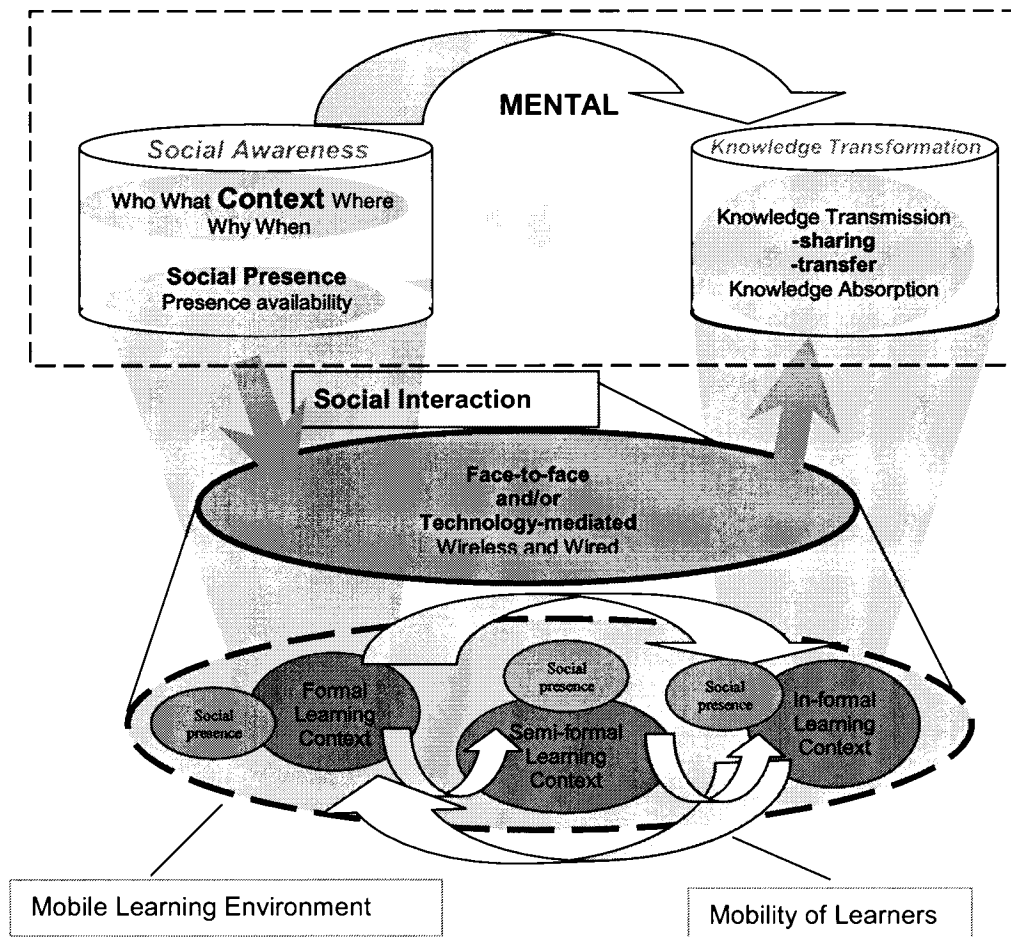 MENTAL
Social Awareness
Who What Context Where
Why When
Social Presence
Presence availability
Knowledge Transformation
Knowledge Transmission
-sharing
-transfer
Knowledge Absorption
Social Interaction
Face-to-face
and/or
Technology-mediated
Wireless and Wired
Social
presence
Formal
Learning
Context
Social
presence
Semi-formal
Learning
Context
Social
presence
In-formal
Learning
Context
Mobile Learning Environment
Mobility of Learners